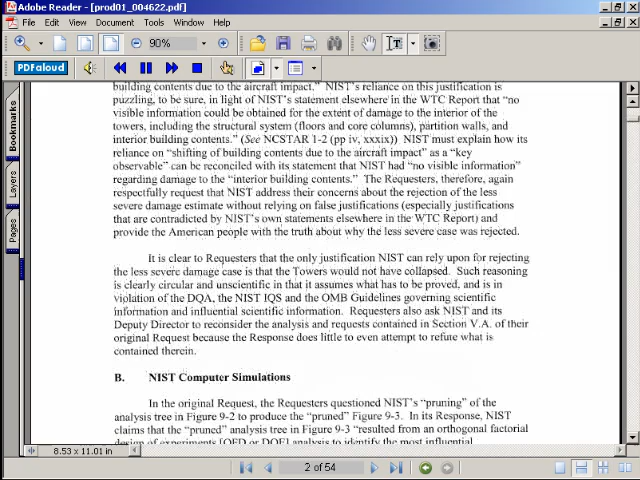 Adobe Reader - [prod01_004622.pdf]
File Edit View Document Tools Window Help
90%
PDFaloud
Bookmarks
Layers
Pages
building contents due to the aircraft impact." NIST's reliance on this justification is
puzzling, to be sure, in light of NIST's statement elsewhere in the WTC Report that "no
visible information could be obtained for the extent of damage to the interior of the
towers, including the structural system (floors and core columns), partition walls, and
interior building contents." (See NCSTAR 1-2 (pp iv, xxxix)) NIST must explain how its
reliance on "shifting of building contents due to the aircraft impact" as a "key
observable" can be reconciled with its statement that NIST had "no visible information"
regarding damage to the "interior building contents." The Requesters, therefore, again
respectfully request that NIST address their concerns about the rejection of the less
severe damage estimate without relying on false justifications (especially justifications
that are contradicted by NIST's own statements elsewhere in the WTC Report) and
provide the American people with the truth about why the less severe case was rejected.
It is clear to Requesters that the only justification NIST can rely upon for rejecting
the less severe damage case is that the Towers would not have collapsed. Such reasoning
is clearly circular and unscientific in that it assumes what has to be proved, and is in
violation of the DQA, the NIST IQS and the OMB Guidelines governing scientific
information and influential scientific information. Requesters also ask NIST and its
Deputy Director to reconsider the analysis and requests contained in Section V.A. of their
original Request because the Response does little to even attempt to refute what is
contained therein.
B. NIST Computer Simulations
In the original Request, the Requesters questioned NIST's "pruning" of the
analysis tree in Figure 9-2 to produce the "pruned" Figure 9-3. In its Response, NIST
claims that the "pruned" analysis tree in Figure 9-3 "resulted from an orthogonal factorial
design of experiments [OFD or DOE] analysis to identify the most influential
8.53 x 11.01 in
2 of 54